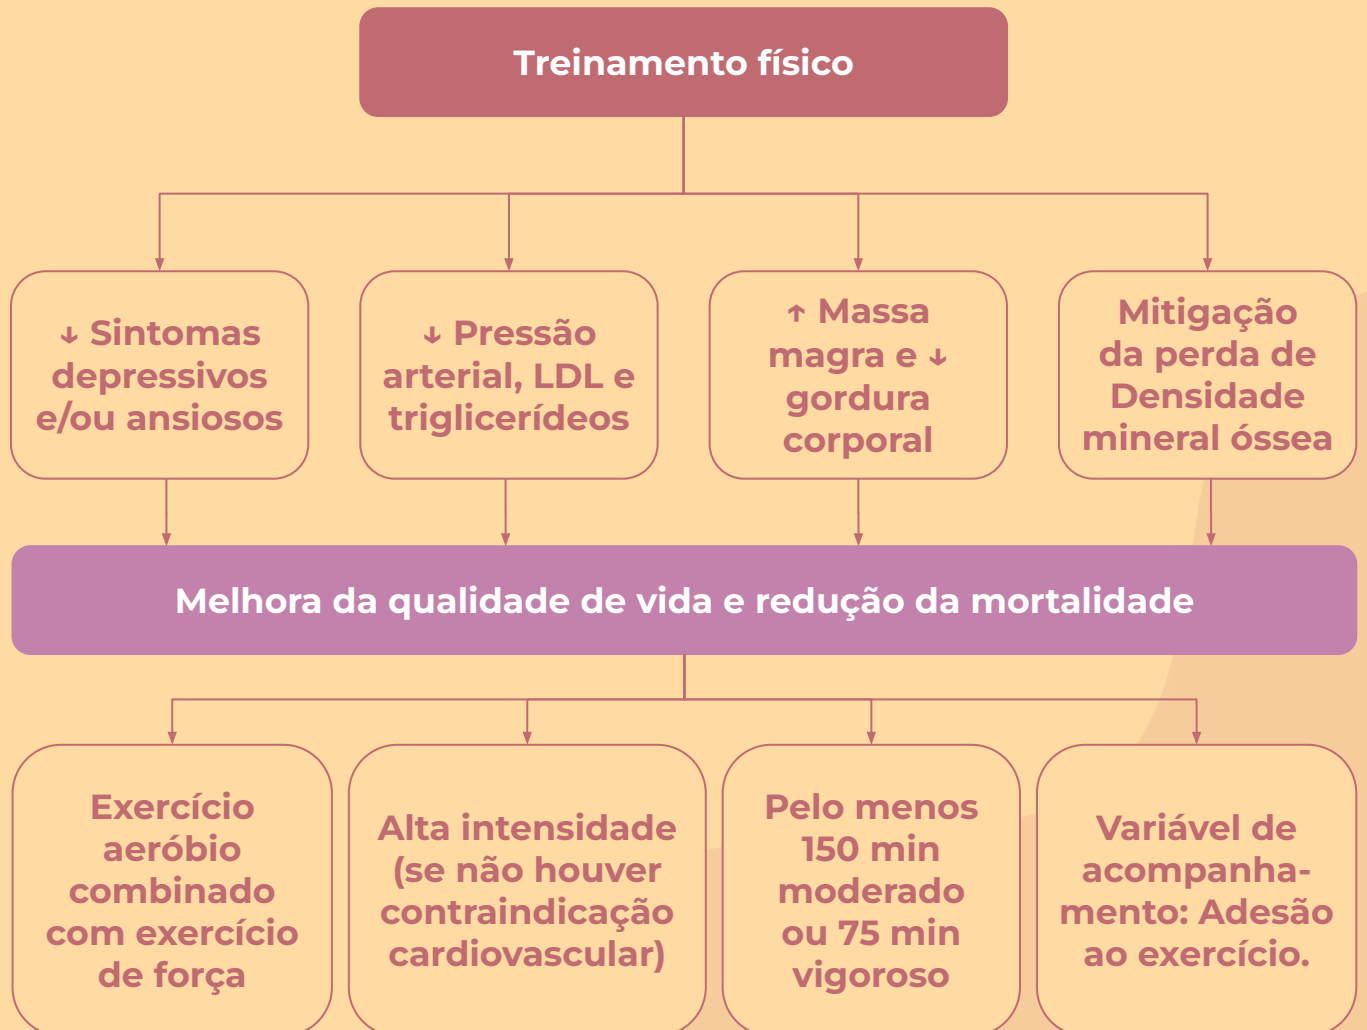 Treinamento físico
↓ Sintomas
depressivos
e/ou ansiosos
↓ Pressão
arterial, LDL e
triglicerídeos
↑ Massa
magra e ↓
gordura
corporal
Mitigação
da perda de
Densidade
mineral óssea
Melhora da qualidade de vida e redução da mortalidade
Exercício
aeróbio
combinado
com exercício
de força
Alta intensidade
(se não houver
contraindicação
cardiovascular)
Pelo menos
150 min
moderado
ou 75 min
vigoroso
Variável de
acompanha-
mento: Adesão
ao exercício.